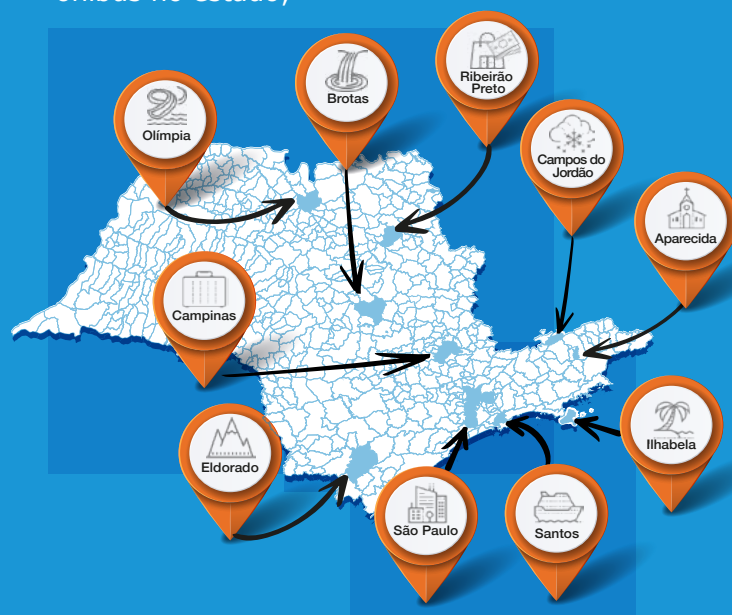 ônibus no estado,
Ribeirão
Preto
Brotas
Olímpia
Campos do
Jordão
Aparecida
Campinas
Ilhabela
Eldorado
São Paulo
Santos